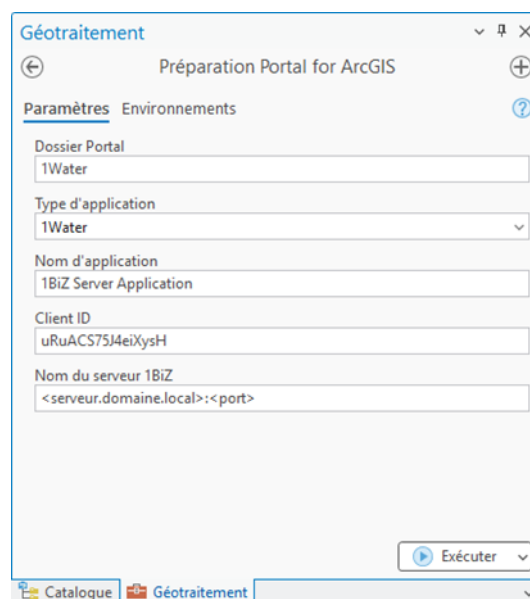 Géotraitement
Préparation Portal for ArcGIS
Paramètres Environnements
Dossier Portal
1Water
Type d'application
1Water
Nom d'application
1BiZ Server Application
Client ID
uRuACS75J4eiXysH
Nom du serveur 1BiZ
<serveur.domaine.local>:<port>
Exécuter
Catalogue Géotraitement